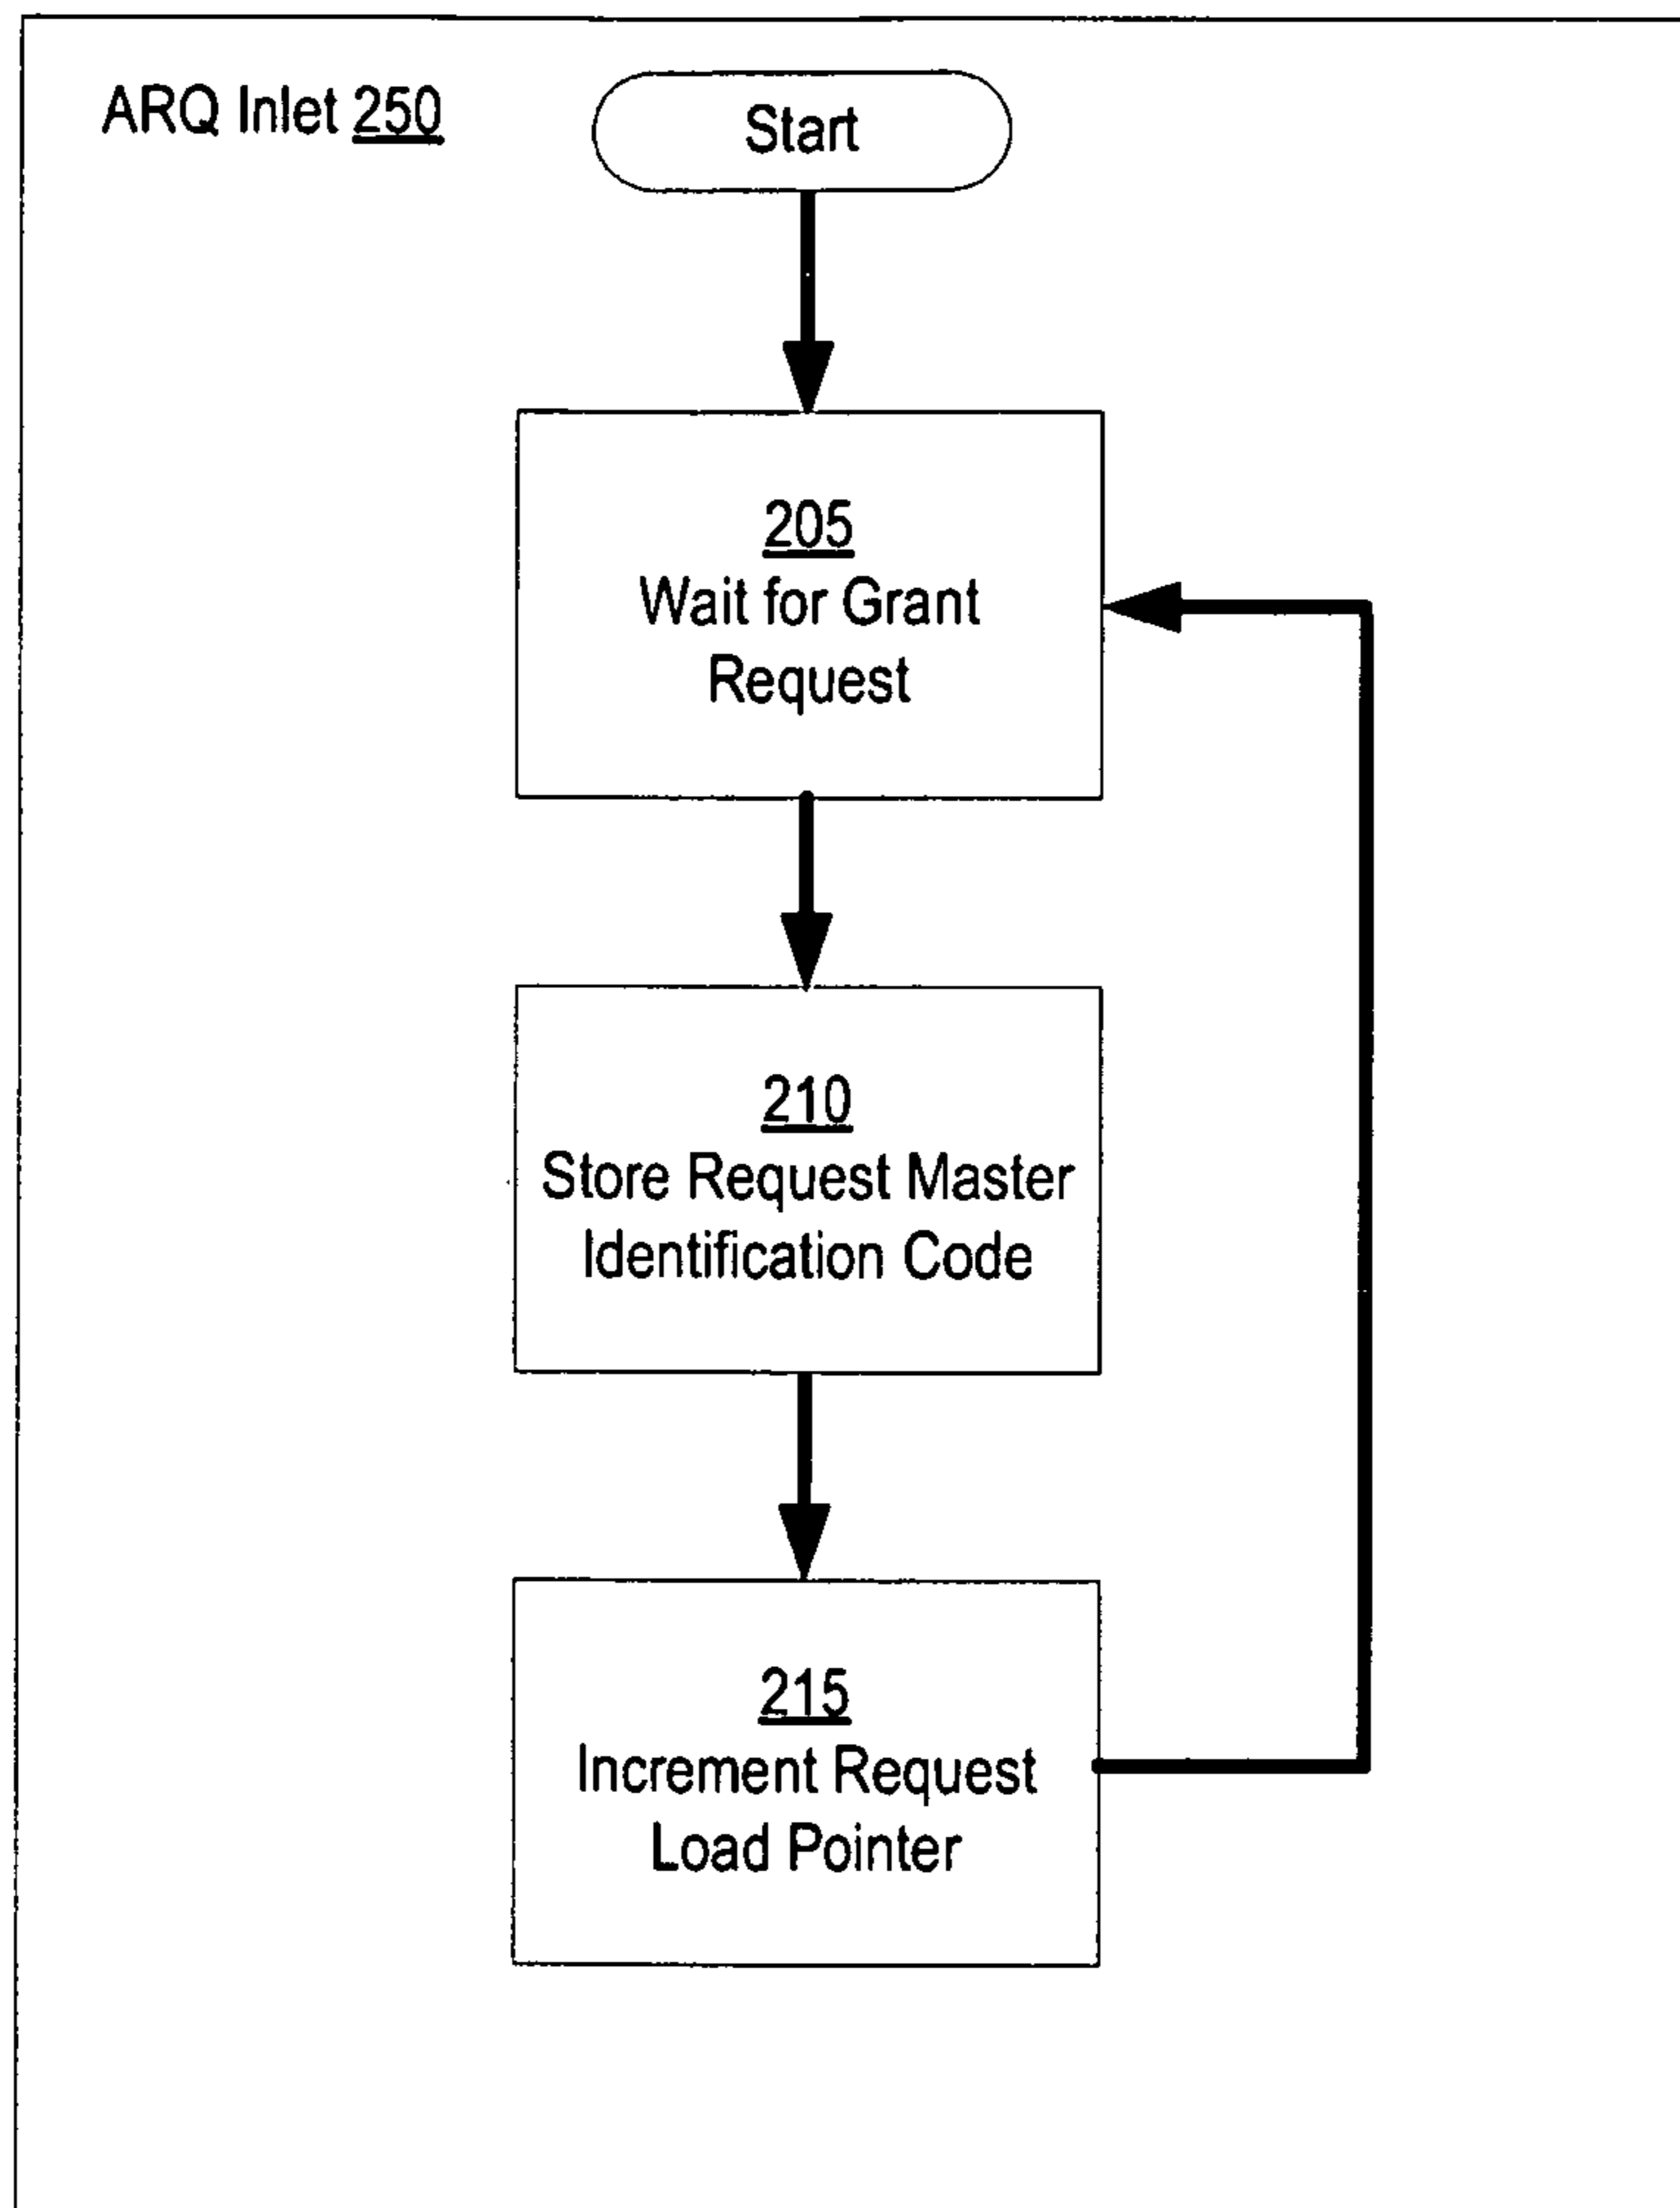 ARQ Inlet 250
Start
205
Wait for Grant
Request
210
Store Request Master
Identification Code
215
Increment Request
Load Pointer